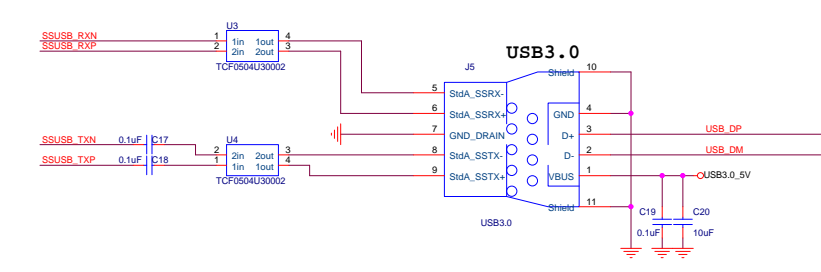 U3
SSUSB_RXN 1 1in 1out 4
SSUSB_RXP 2 2in 2out 3
TCF0504U30002
USB3.0
J5
Shield 10
5 StdA_SSRX-
6 StdA_SSRX+ GND 4
7 GND_DRAIN D+ 3 USB_DP
SSUSB_TXN 0.1uF C17 U4
2 2in 2out 3 8 StdA_SSTX- D- 2 USB_DM
SSUSB_TXP 0.1uF C18 1 1in 1out 4
9 StdA_SSTX+ VBUS 1 USB3.0_5V
TCF0504U30002
Shield 11
USB3.0
C19 C20
0.1uF 10uF